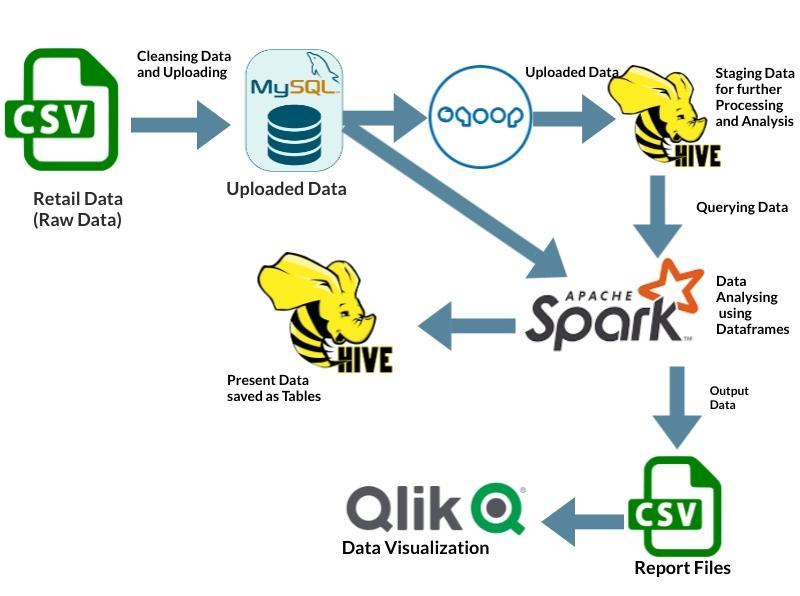 Cleansing Data
and Uploading
CSV
Retail Data
(Raw Data)
MySQL™
Uploaded Data
sqoop
Uploaded Data
HIVE
Staging Data
for further
Processing
and Analysis
Querying Data
APACHE
Spark™
Data
Analysing
using
Dataframes
HIVE
Present Data
saved as Tables
Output
Data
CSV
Report Files
Qlik Q®
Data Visualization